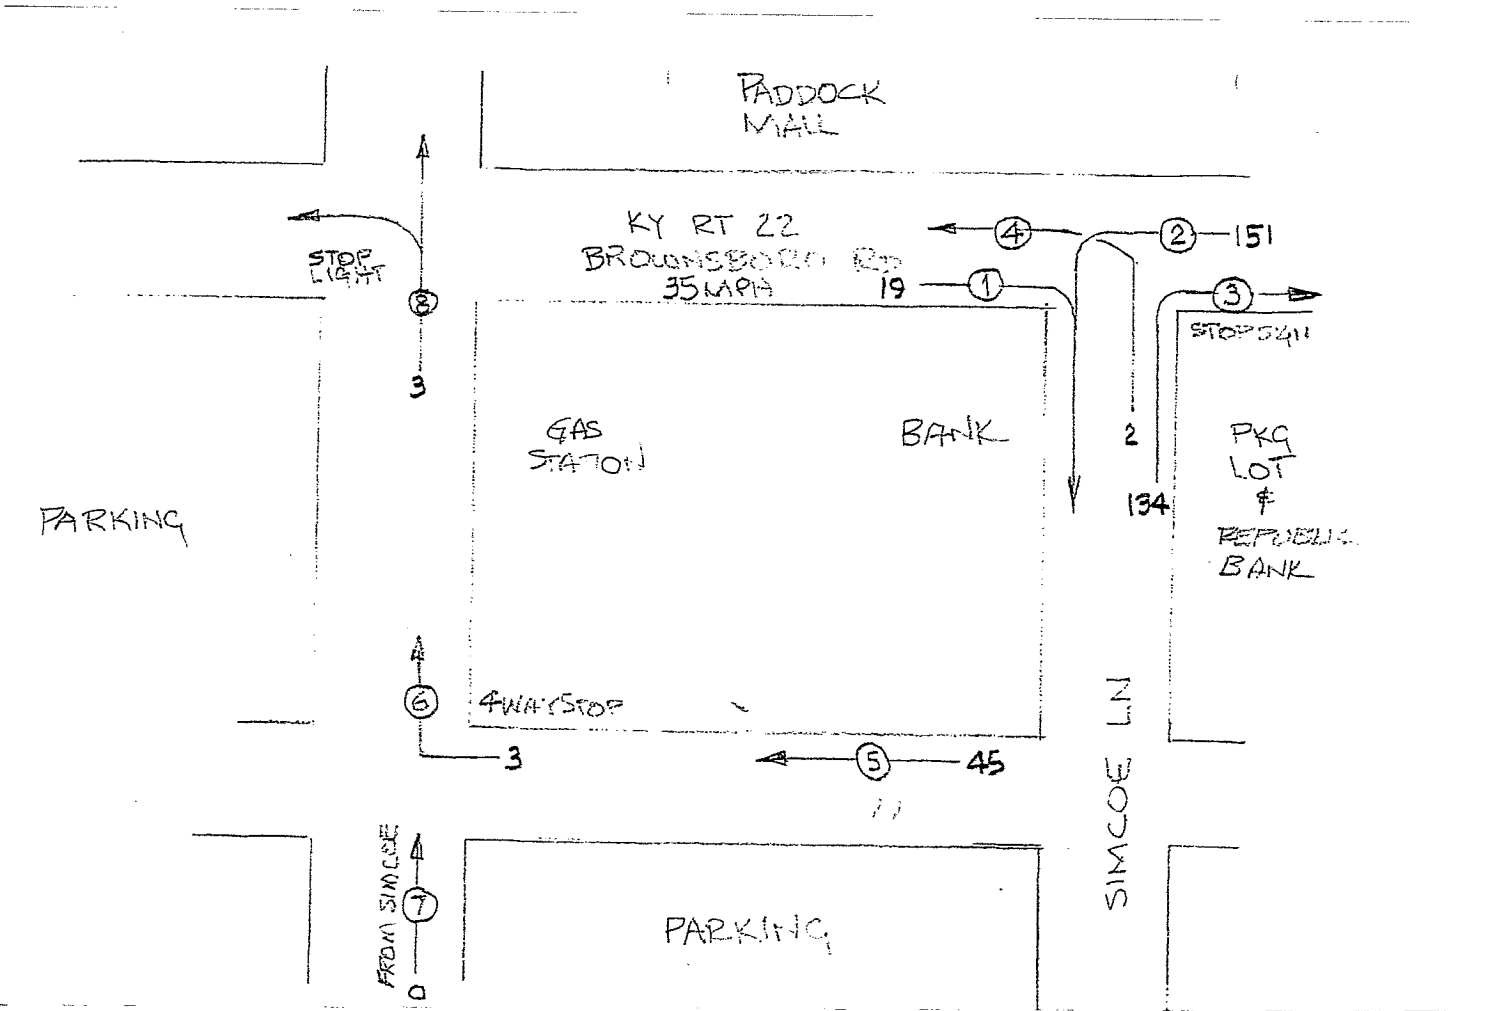 PADDOCK
MALL
KY RT 22
BROWNSBORO RD
35 MPH
STOP
LIGHT
4
2
151
19
1
3
STOP SIGN
8
3
GAS
STATON
BANK
2
134
PKG
LOT
&
REPUBLIC
BANK
PARKING
6
4WAY STOP
3
5
45
SIMCOE LN
FROM SIMCOE
7
0
PARKING